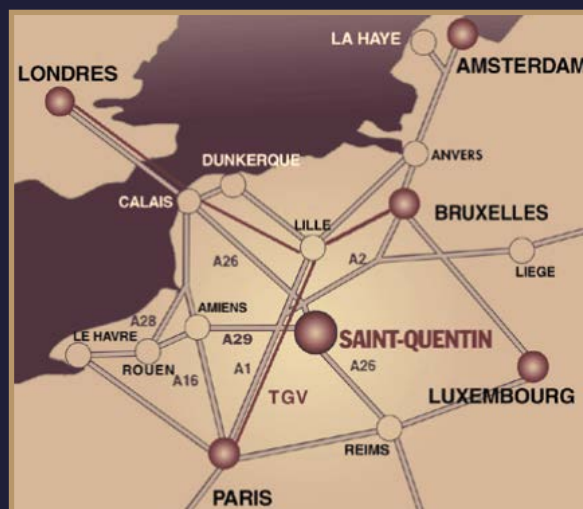 LA HAYE
AMSTERDAM
LONDRES
DUNKERQUE
ANVERS
CALAIS
LILLE
BRUXELLES
A26
A2
LIEGE
A28
AMIENS
LE HAVRE
A29
SAINT-QUENTIN
ROUEN
A16
A1
A26
TGV
LUXEMBOURG
REIMS
PARIS